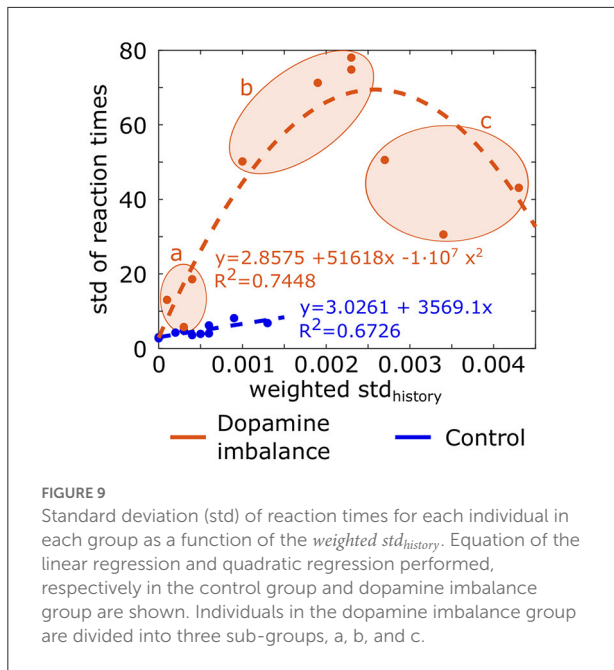 80
60
40
20
0
std of reaction times
b
c
a
y=2.8575 +51618x -1·10⁷ x²
R²=0.7448
y=3.0261 + 3569.1x
R²=0.6726
0 0.001 0.002 0.003 0.004
weighted std_history
Dopamine
imbalance
Control
FIGURE 9
Standard deviation (std) of reaction times for each individual in
each group as a function of the weighted std_history. Equation of the
linear regression and quadratic regression performed,
respectively in the control group and dopamine imbalance
group are shown. Individuals in the dopamine imbalance group
are divided into three sub-groups, a, b, and c.